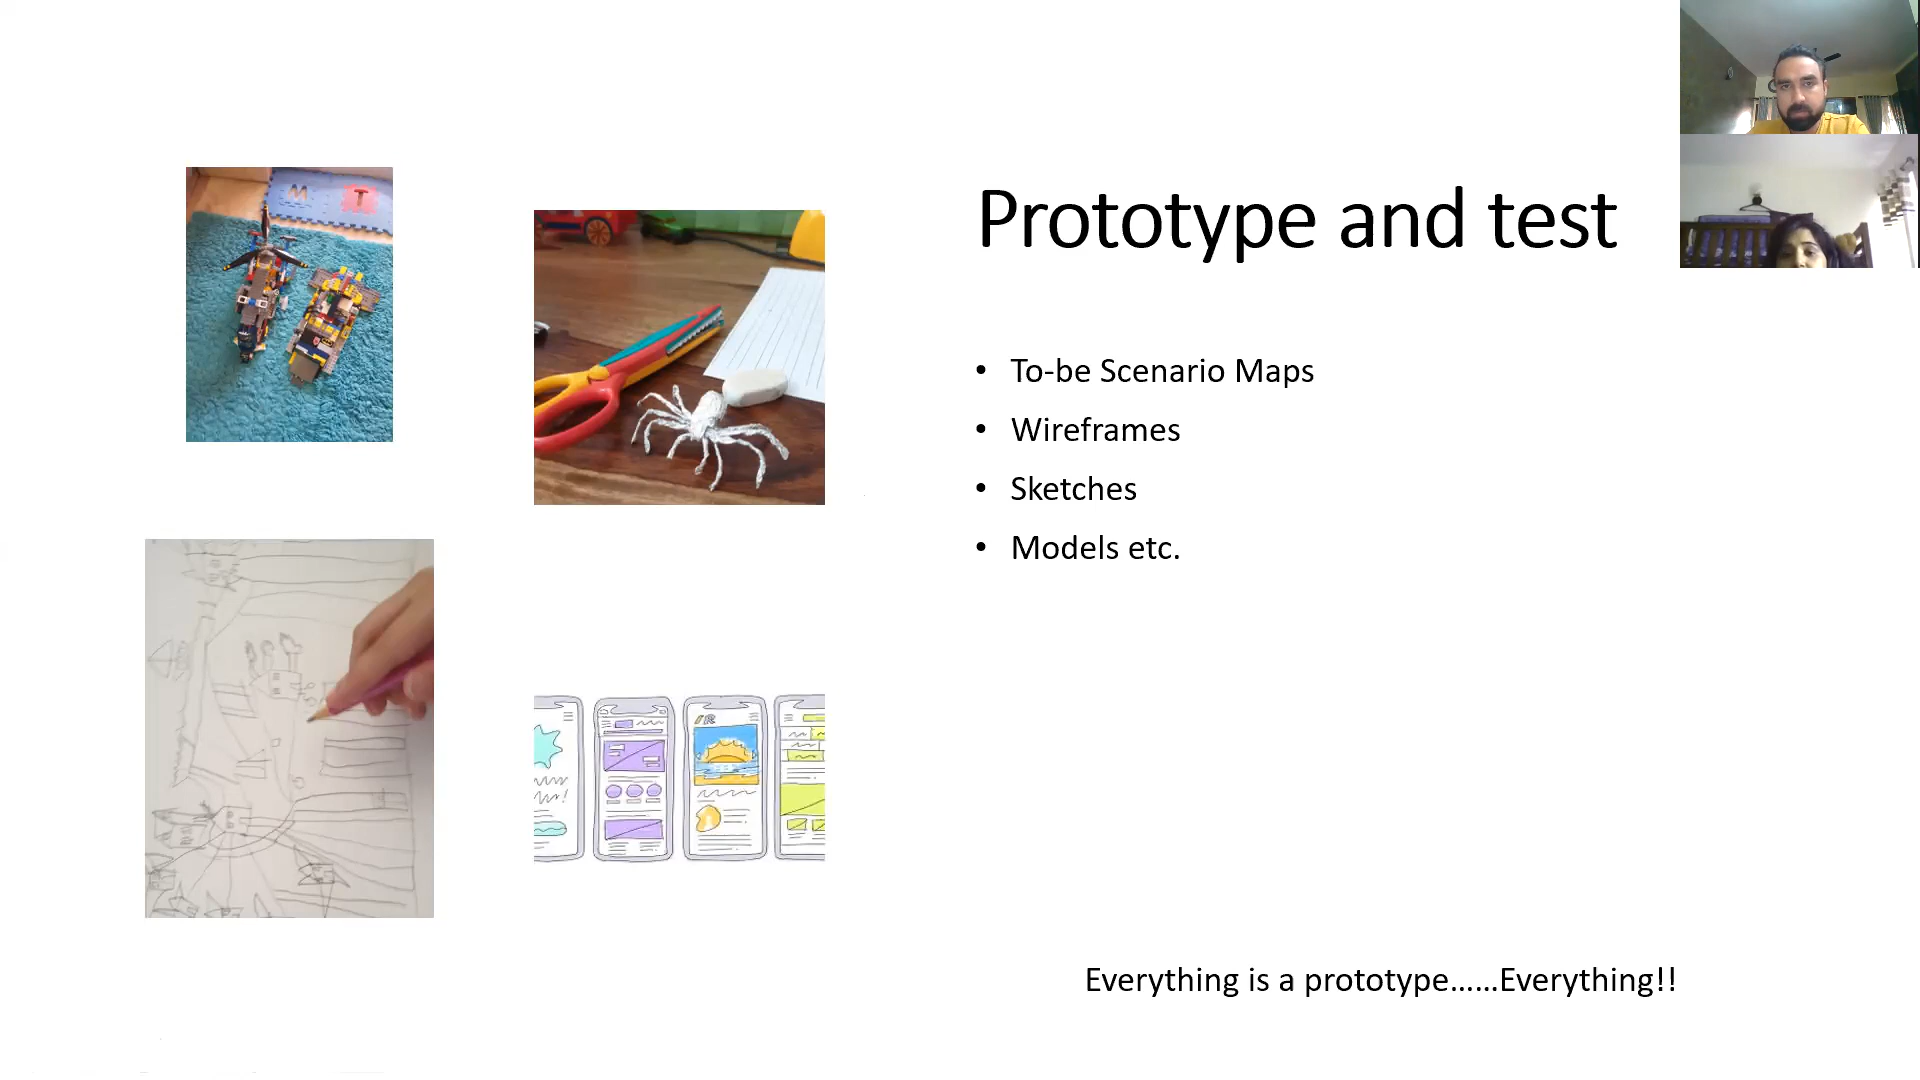 M T
Prototype and test
• To-be Scenario Maps
• Wireframes
• Sketches
• Models etc.
R
Everything is a prototype......Everything!!